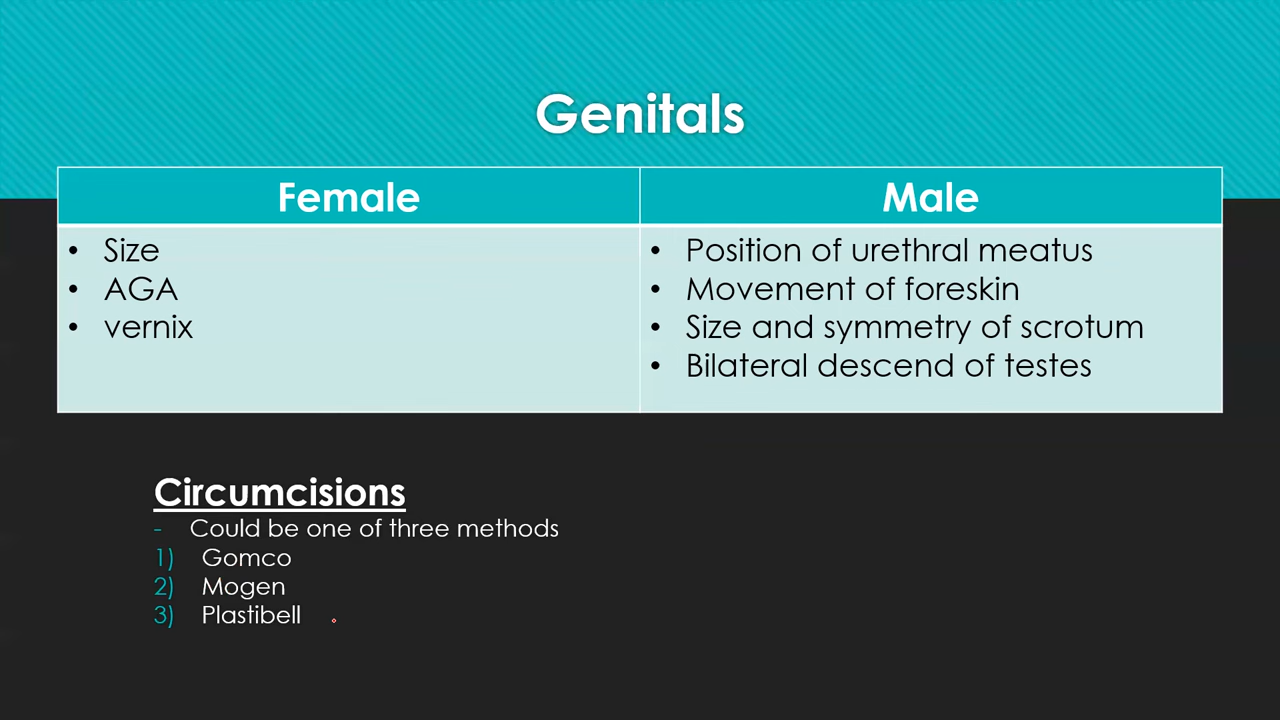 Genitals
Female
Male
• Size
• AGA
• vernix
• Position of urethral meatus
• Movement of foreskin
• Size and symmetry of scrotum
• Bilateral descend of testes
Circumcisions
- Could be one of three methods
1) Gomco
2) Mogen
3) Plastibell